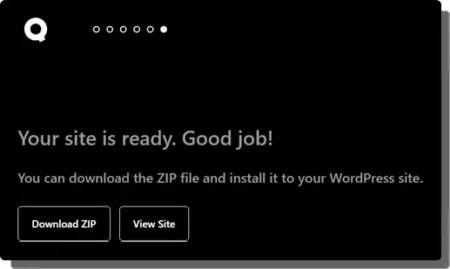 Your site is ready. Good job!
You can download the ZIP file and install it to your WordPress site.
Download ZIP
View Site